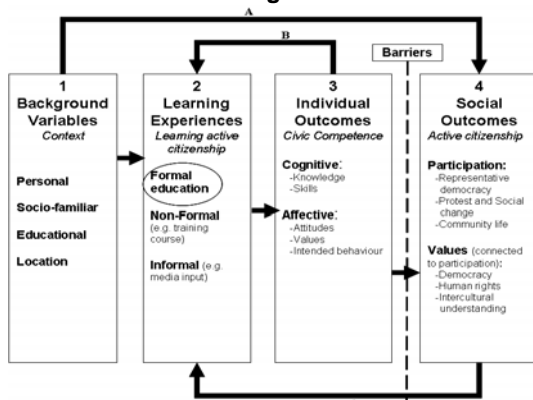 A
B
Barriers
1
Background
Variables
Context
Personal
Socio-familiar
Educational
Location
2
Learning
Experiences
Learning active
citizenship
Formal
education
Non-Formal
(e.g. training
course)
Informal (e.g.
media input)
3
Individual
Outcomes
Civic Competence
Cognitive:
-Knowledge
-Skills
Affective:
-Attitudes
-Values
-Intended behaviour
4
Social
Outcomes
Active citizenship
Participation:
-Representative
democracy
-Protest and Social
change
-Community life
Values (connected
to participation):
-Democracy
-Human rights
-Intercultural
understanding